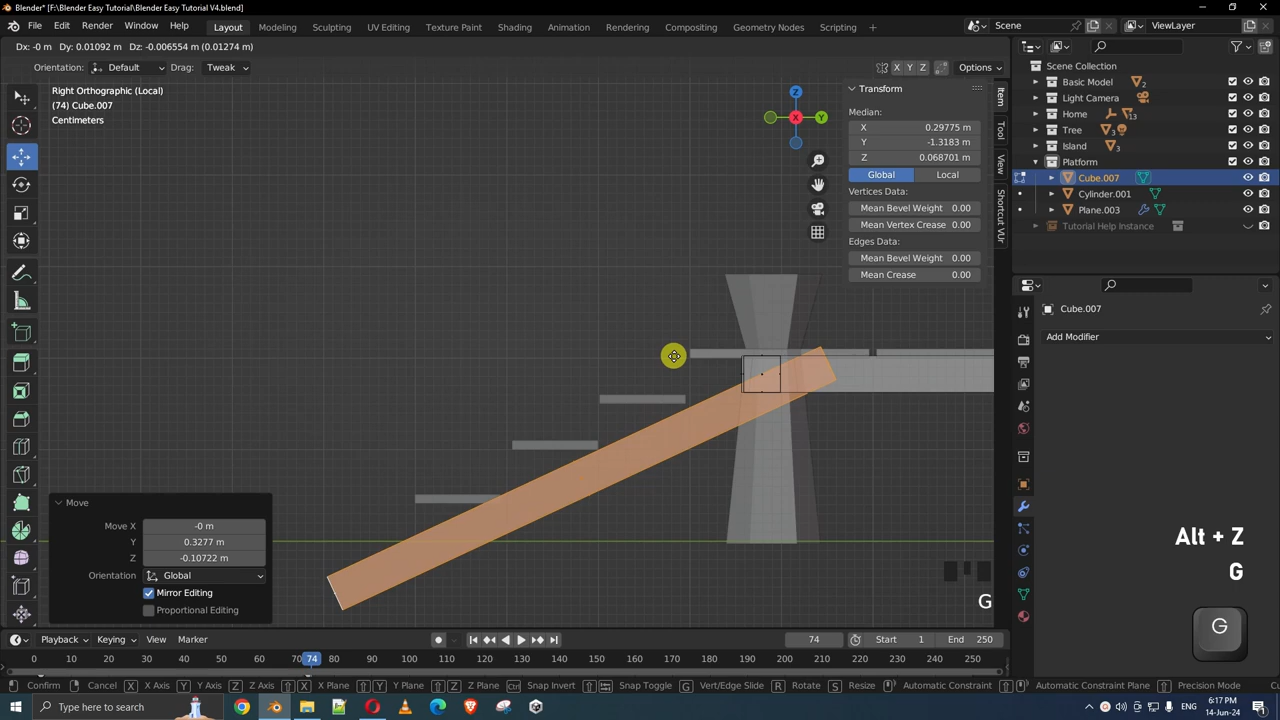 Blender* [F:\Blender Easy Tutorial\Blender Easy Tutorial V4.blend]
File Edit Render Window Help Layout Modeling Sculpting UV Editing Texture Paint Shading Animation Rendering Compositing Geometry Nodes Scripting + Scene ViewLayer
Dx: -0 m Dy: 0.01092 m Dz: -0.006554 m (0.01274 m)
Orientation: Default Drag: Tweak X Y Z Options
Right Orthographic (Local)
(74) Cube.007
Centimeters
Z
X
Y
Transform
Median:
X 0.29775 m
Y -1.3183 m
Z 0.068701 m
Global Local
Vertices Data:
Mean Bevel Weight 0.00
Mean Vertex Crease 0.00
Edges Data:
Mean Bevel Weight 0.00
Mean Crease 0.00
Item
Tool
View
Shortcut VUr
Scene Collection
Basic Model 2
Light Camera
Home 13
Tree 3
Island 3
Platform
Cube.007
Cylinder.001
Plane.003
Tutorial Help Instance
Cube.007
Add Modifier
Move
Move X -0 m
Y 0.3277 m
Z -0.10722 m
Orientation Global
Mirror Editing
Proportional Editing
Alt + Z
G
G
G
Playback Keying View Marker 74 Start 1 End 250
0 10 20 30 40 50 60 70 74 80 90 100 110 120 130 140 150 160 170 180 190 200 210 220 230 240 250
Confirm Cancel X X Axis Y Y Axis Z Z Axis X X Plane Y Y Plane Z Z Plane Ctrl Snap Invert Snap Toggle G Vert/Edge Slide R Rotate S Resize Automatic Constraint Automatic Constraint Plane Precision Mode
Type here to search ENG 6:17 PM
14-Jun-24